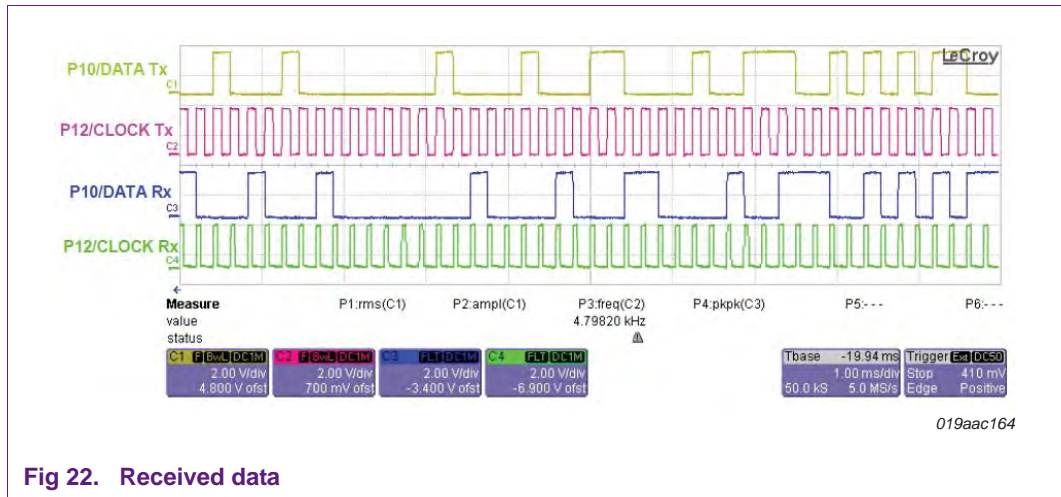 LeCroy
P10/DATA Tx
C1
P12/CLOCK Tx
C2
P10/DATA Rx
C3
P12/CLOCK Rx
C4
Measure P1:rms(C1) P2:ampl(C1) P3:freq(C2) P4:pkpk(C3) P5:- - - P6:- - -
value 4.79820 kHz
status
C1 F BwL DC1M
2.00 V/div
4.800 V ofst
C2 F BwL DC1M
2.00 V/div
700 mV ofst
C3 FLT DC1M
2.00 V/div
-3.400 V ofst
C4 FLT DC1M
2.00 V/div
-6.900 V ofst
Tbase -19.94 ms
1.00 ms/div
50.0 kS 5.0 MS/s
Trigger Ext DC50
Stop 410 mV
Edge Positive
019aac164
Fig 22. Received data